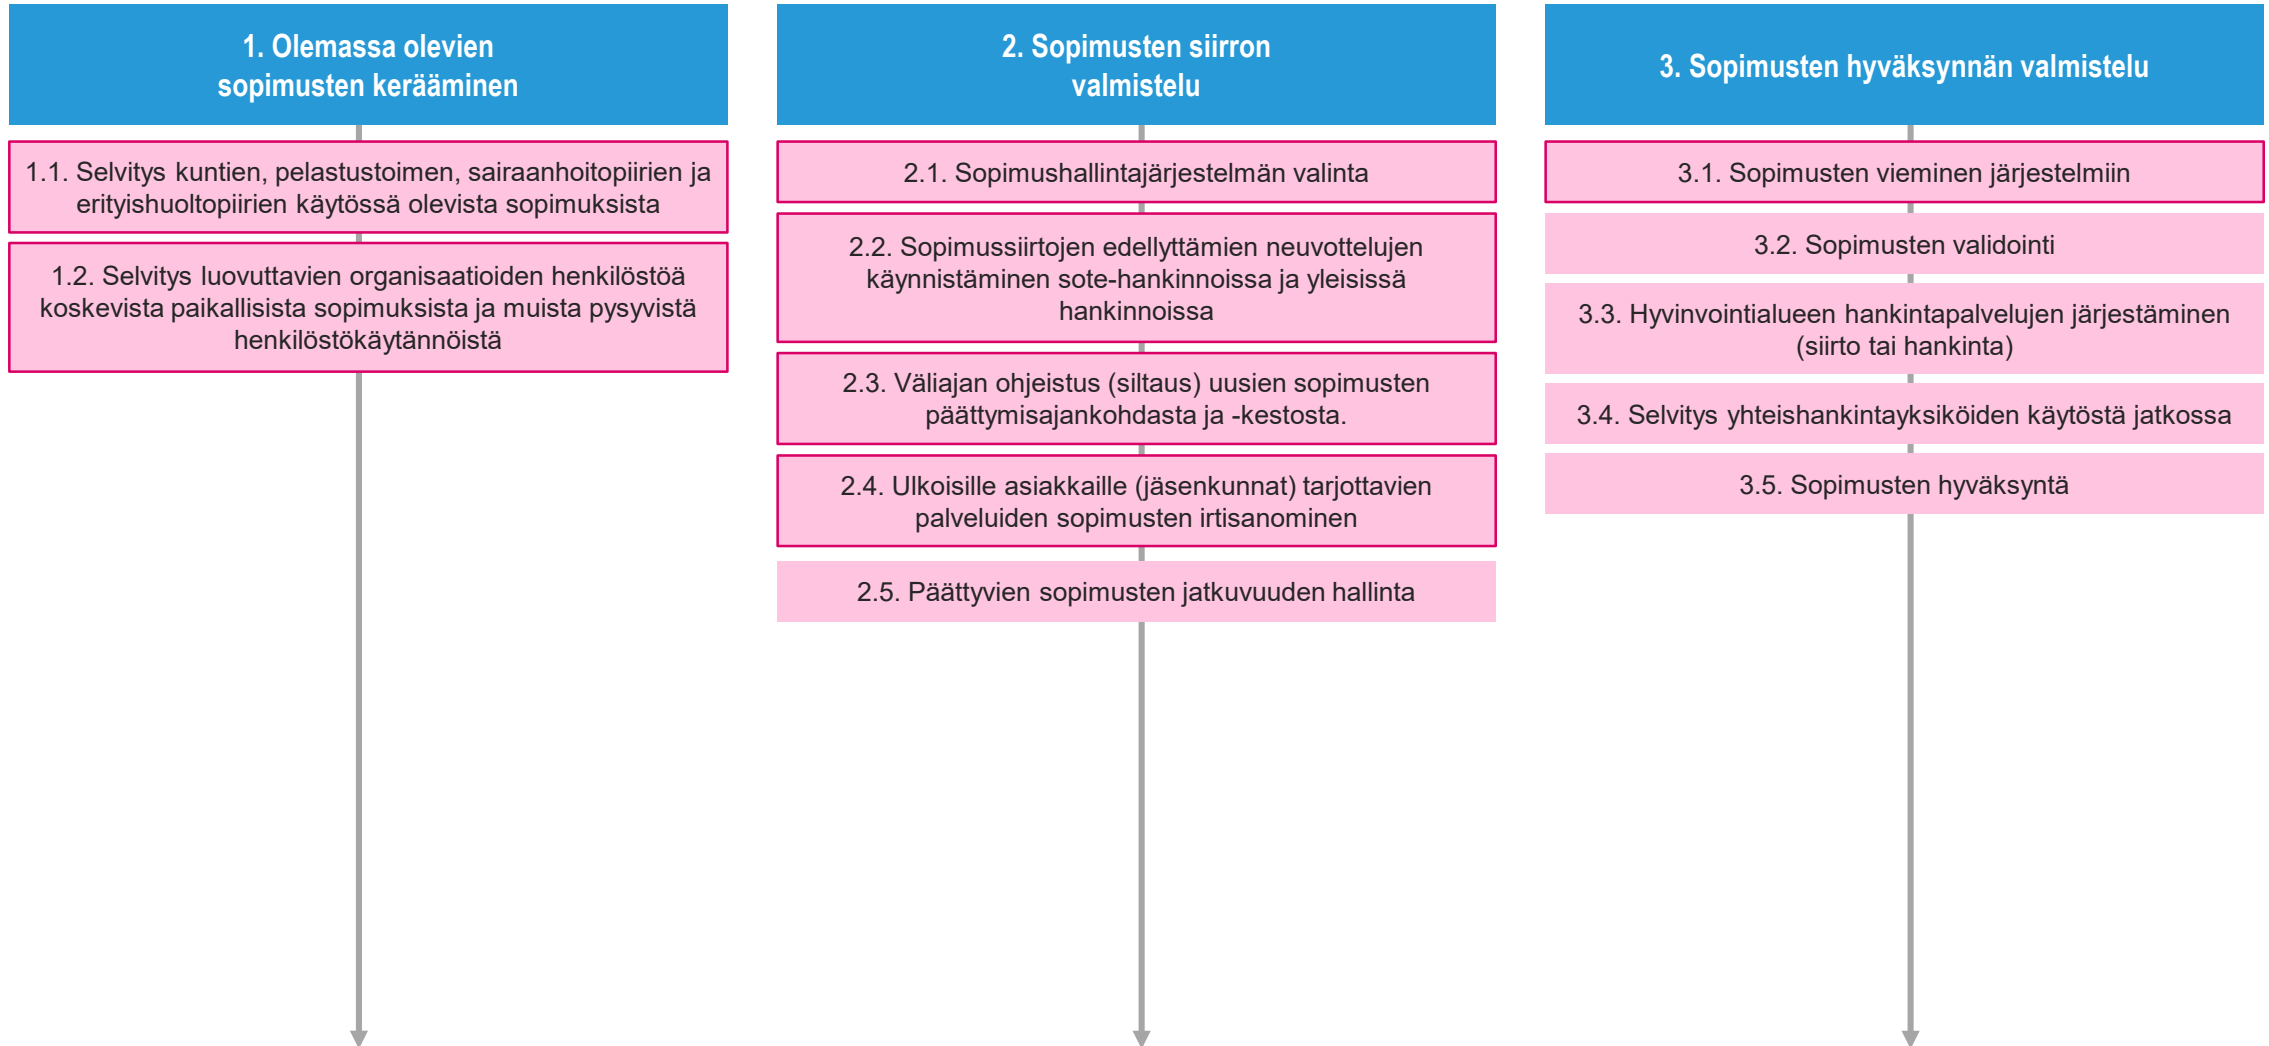 1. Olemassa olevien
sopimusten kerääminen
1.1. Selvitys kuntien, pelastustoimen, sairaanhoitopiirien ja
erityishuoltopiirien käytössä olevista sopimuksista
1.2. Selvitys luovuttavien organisaatioiden henkilöstöä
koskevista paikallisista sopimuksista ja muista pysyvistä
henkilöstökäytännöistä
2. Sopimusten siirron
valmistelu
2.1. Sopimushallintajärjestelmän valinta
2.2. Sopimussiirtojen edellyttämien neuvottelujen
käynnistäminen sote-hankinnoissa ja yleisissä
hankinnoissa
2.3. Väliajan ohjeistus (siltaus) uusien sopimusten
päättymisajankohdasta ja -kestosta.
2.4. Ulkoisille asiakkaille (jäsenkunnat) tarjottavien
palveluiden sopimusten irtisanominen
2.5. Päättyvien sopimusten jatkuvuuden hallinta
3. Sopimusten hyväksynnän valmistelu
3.1. Sopimusten vieminen järjestelmiin
3.2. Sopimusten validointi
3.3. Hyvinvointialueen hankintapalvelujen järjestäminen
(siirto tai hankinta)
3.4. Selvitys yhteishankintayksiköiden käytöstä jatkossa
3.5. Sopimusten hyväksyntä